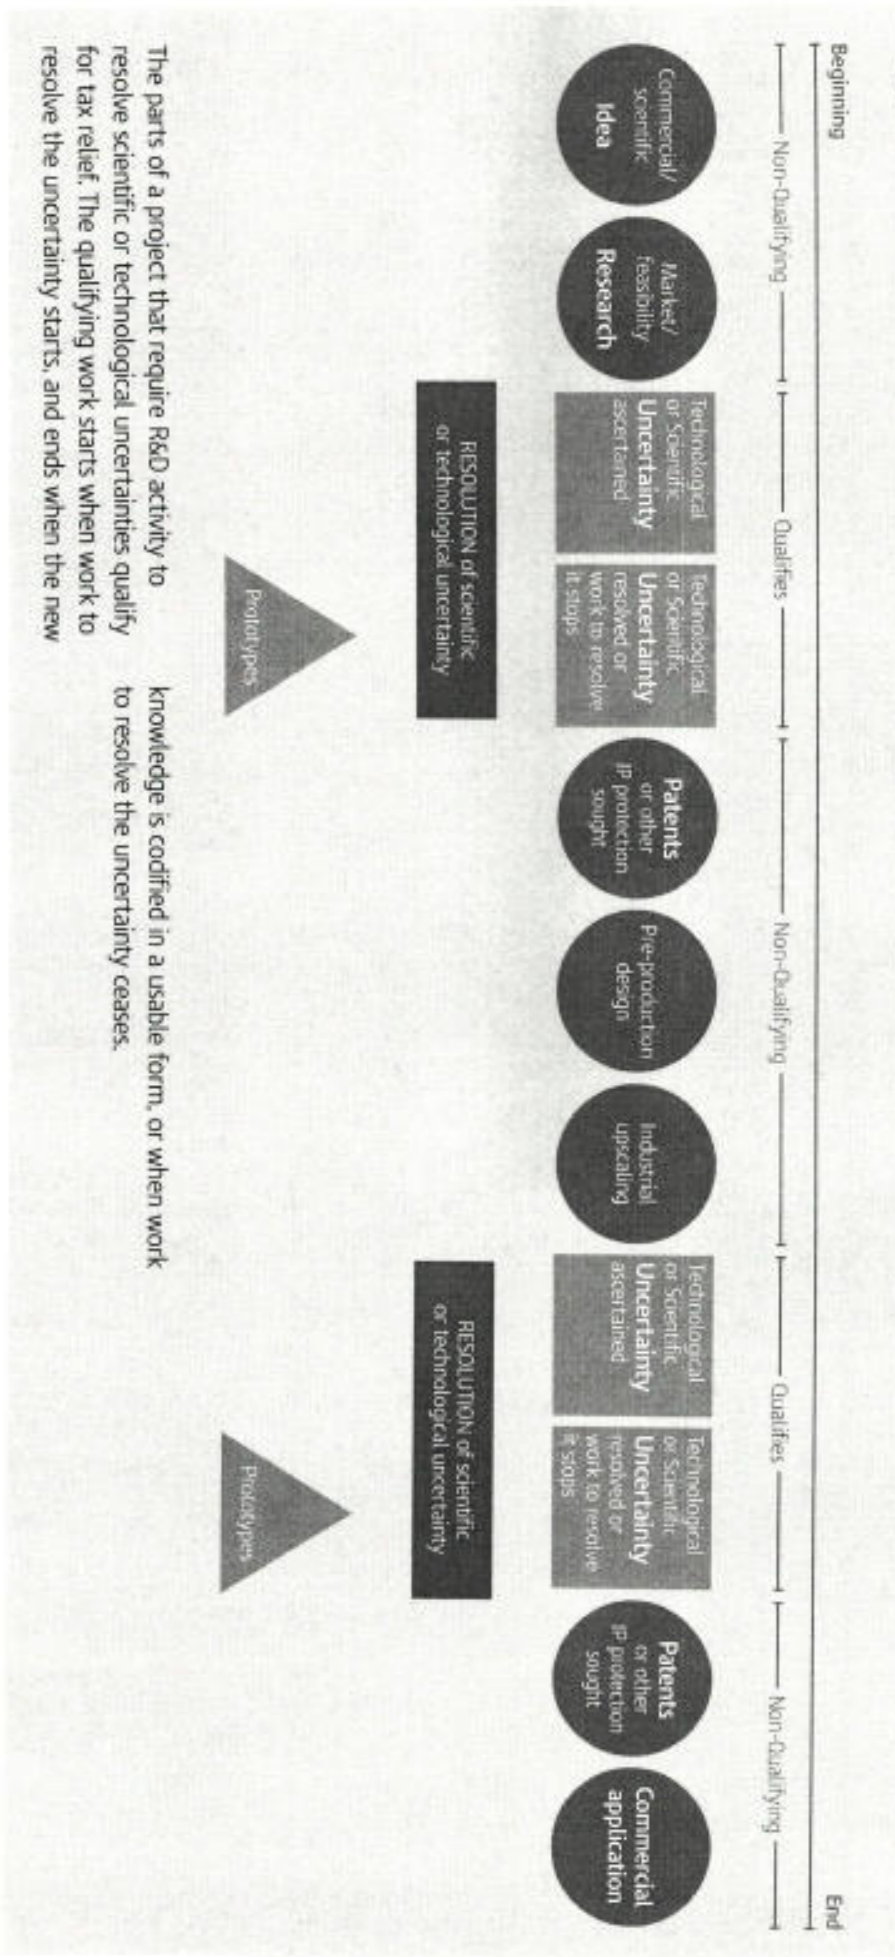 Beginning
End
Non-Qualifying
Qualifies
Non-Qualifying
Qualifies
Non-Qualifying
Commercial/
scientific
Idea
Market/
feasibility
Research
Technological
or Scientific
Uncertainty
ascertained
Technological
or Scientific
Uncertainty
resolved or
work to resolve
it stops
Patents
or other
IP protection
sought
Pre-production
design
Industrial
upscaling
Technological
or Scientific
Uncertainty
ascertained
Technological
or Scientific
Uncertainty
resolved or
work to resolve
it stops
Patents
or other
IP protection
sought
Commercial
application
RESOLUTION of scientific
or technological uncertainty
RESOLUTION of scientific
or technological uncertainty
Prototypes
Prototypes
The parts of a project that require R&D activity to
resolve scientific or technological uncertainties qualify
for tax relief. The qualifying work starts when work to
resolve the uncertainty starts, and ends when the new
knowledge is codified in a usable form, or when work
to resolve the uncertainty ceases.